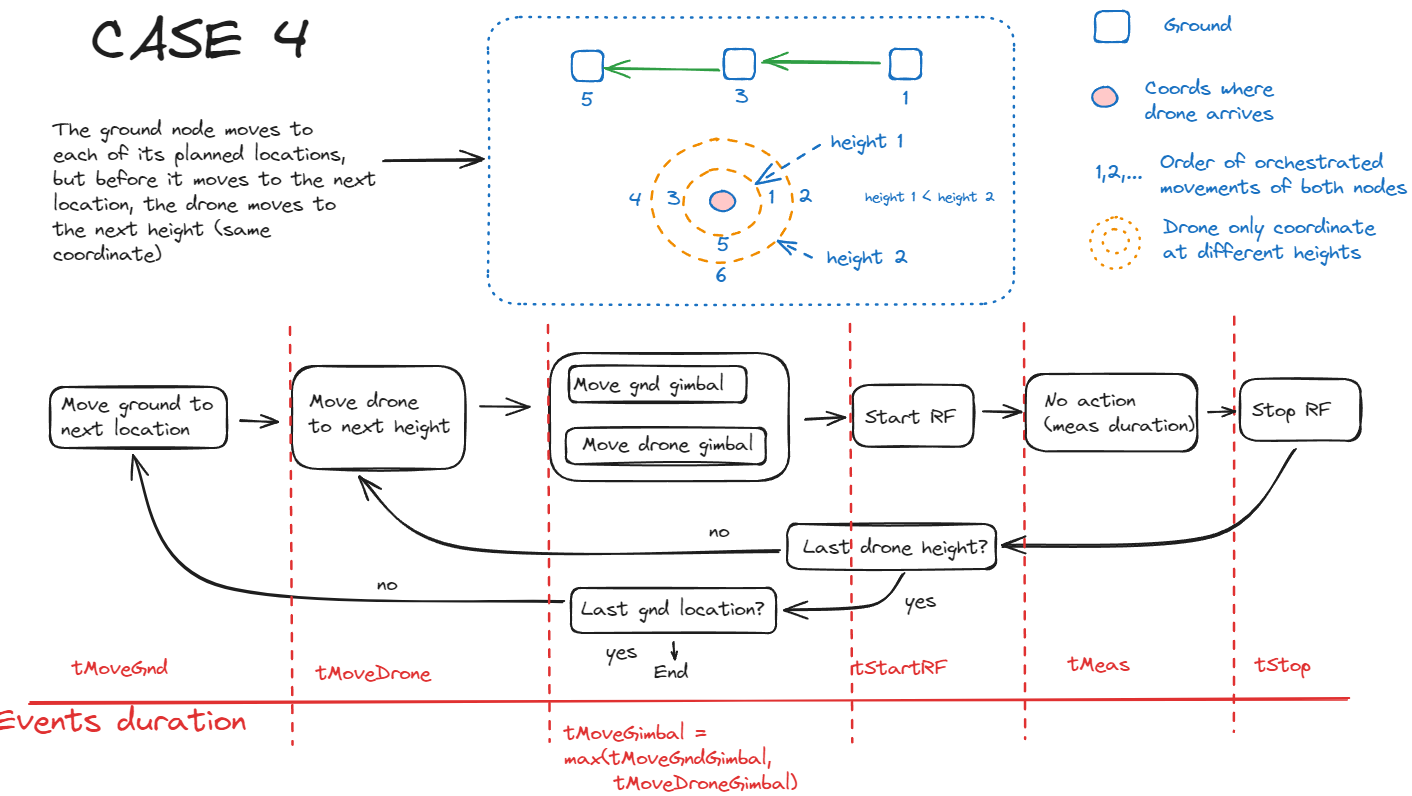 CASE 4
The ground node moves to
each of its planned locations,
but before it moves to the next
location, the drone moves to
the next height (same
coordinate)
5
3
1
height 1
4
3
1
2
height 1 < height 2
5
height 2
6
Ground
Coords where
drone arrives
1,2,...
Order of orchestrated
movements of both nodes
Drone only coordinate
at different heights
Move ground to
next location
Move drone
to next height
Move gnd gimbal
Move drone gimbal
Start RF
No action
(meas duration)
Stop RF
no
Last drone height?
no
Last gnd location?
yes
yes
End
tMoveGnd
tMoveDrone
tStartRF
tMeas
tStop
Events duration
tMoveGimbal =
max(tMoveGndGimbal,
tMoveDroneGimbal)